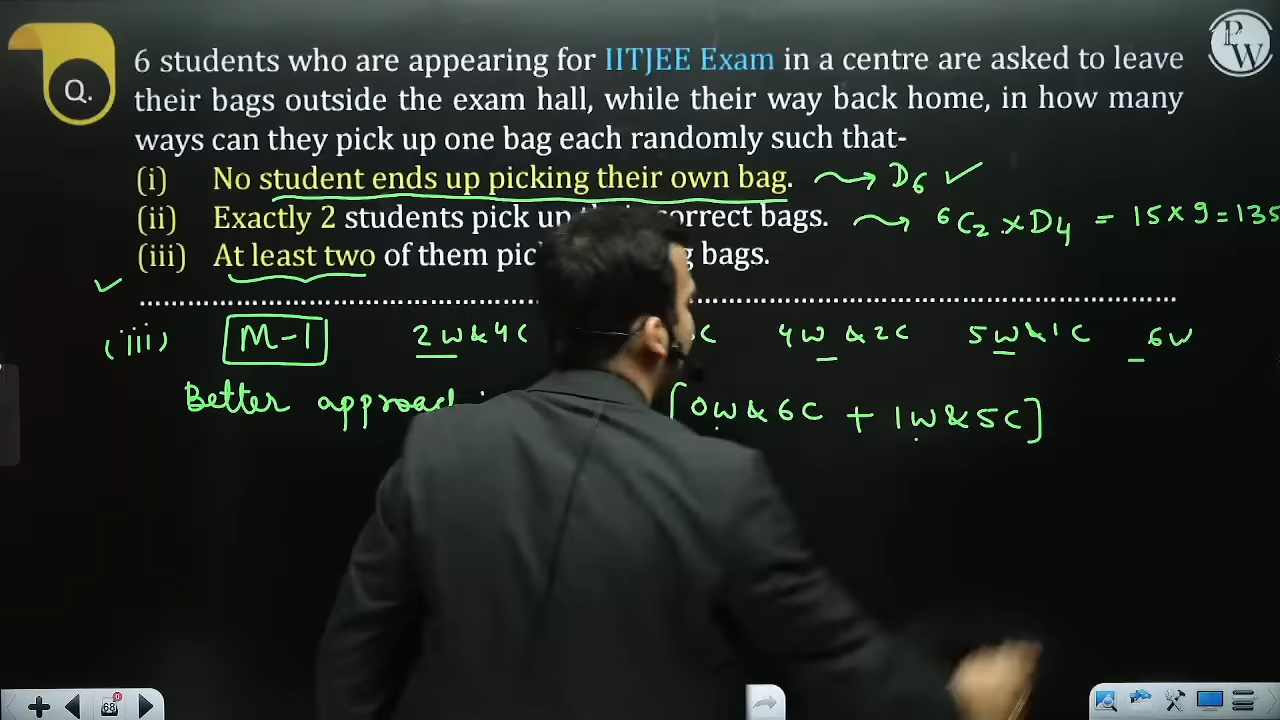 PW
Q.
6 students who are appearing for IITJEE Exam in a centre are asked to leave
their bags outside the exam hall, while their way back home, in how many
ways can they pick up one bag each randomly such that-
(i) No student ends up picking their own bag. → D6 ✓
(ii) Exactly 2 students pick up correct bags. → ⁶C₂ × D4 = 15 × 9 = 135
(iii) At least two of them bags.
(iii) M-1 2W & 4C C 4W & 2C 5W & 1C 6W
Better [0W & 6C + 1W & 5C]
68
0